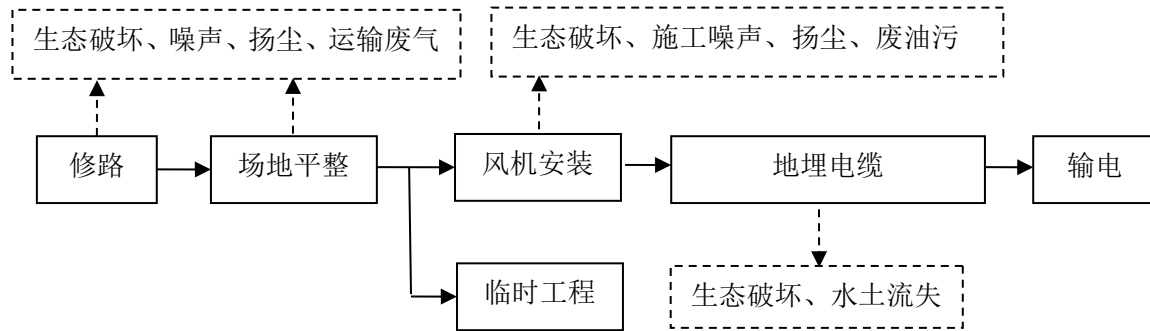 生态破坏、噪声、扬尘、运输废气
生态破坏、施工噪声、扬尘、废油污
修路
场地平整
风机安装
地埋电缆
输电
临时工程
生态破坏、水土流失